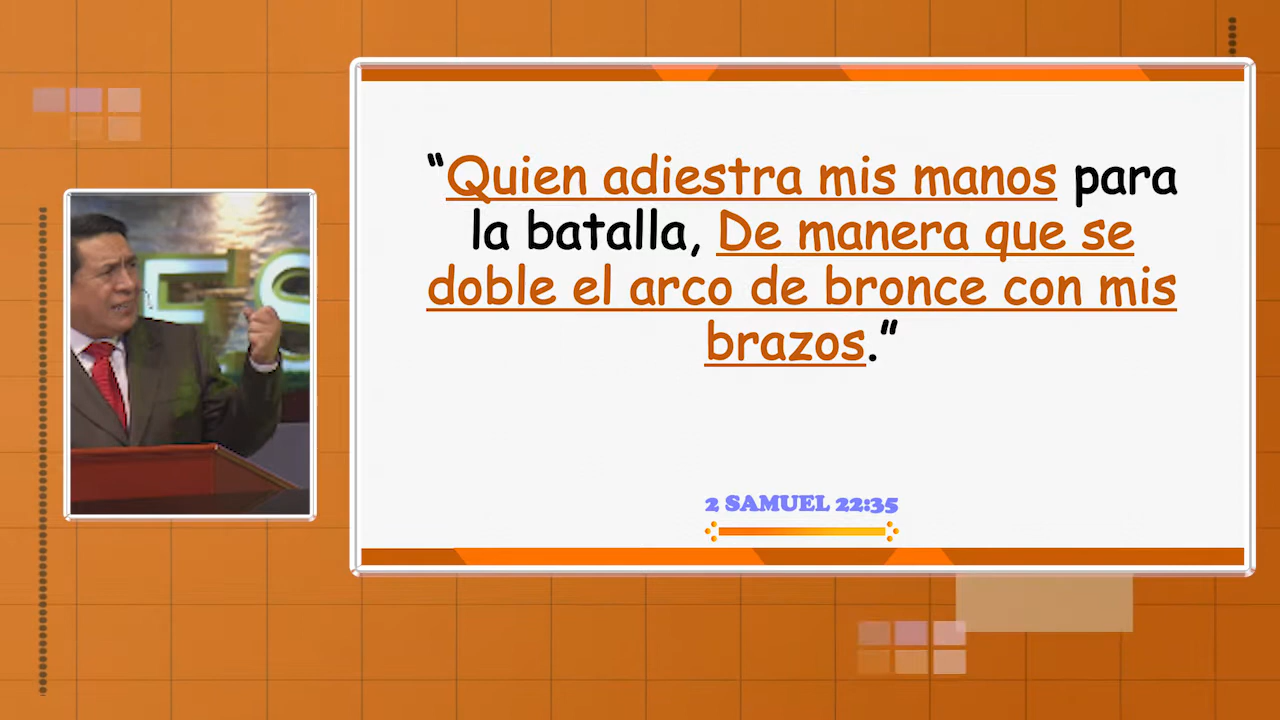 "Quien adiestra mis manos para
la batalla, De manera que se
doble el arco de bronce con mis
brazos."
2 SAMUEL 22:35